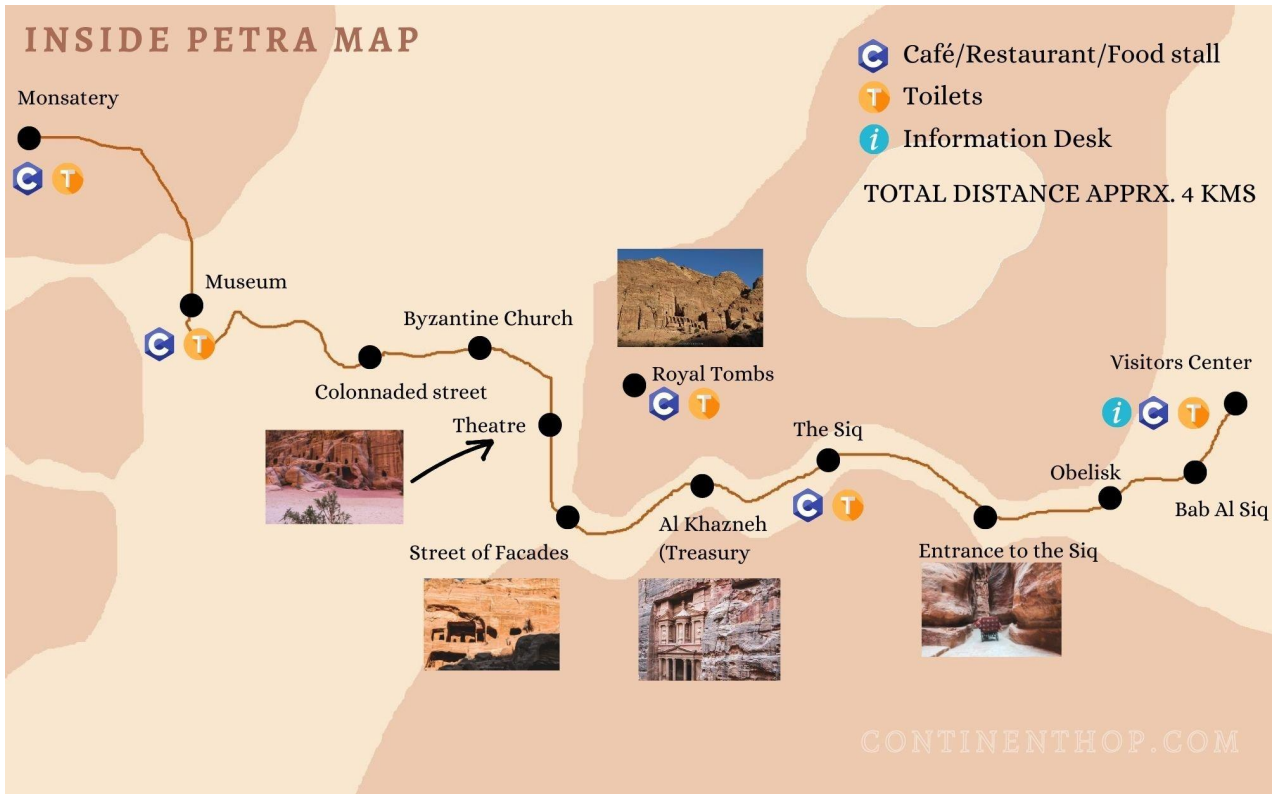 INSIDE PETRA MAP
C Café/Restaurant/Food stall
T Toilets
i Information Desk
TOTAL DISTANCE APPRX. 4 KMS
Monsatery
C T
Museum
C T
Byzantine Church
Colonnaded street
Theatre
Royal Tombs
C T
Visitors Center
i C T
The Siq
C T
Obelisk
Bab Al Siq
Al Khazneh
(Treasury
Street of Facades
Entrance to the Siq
CONTINENTHOP.COM